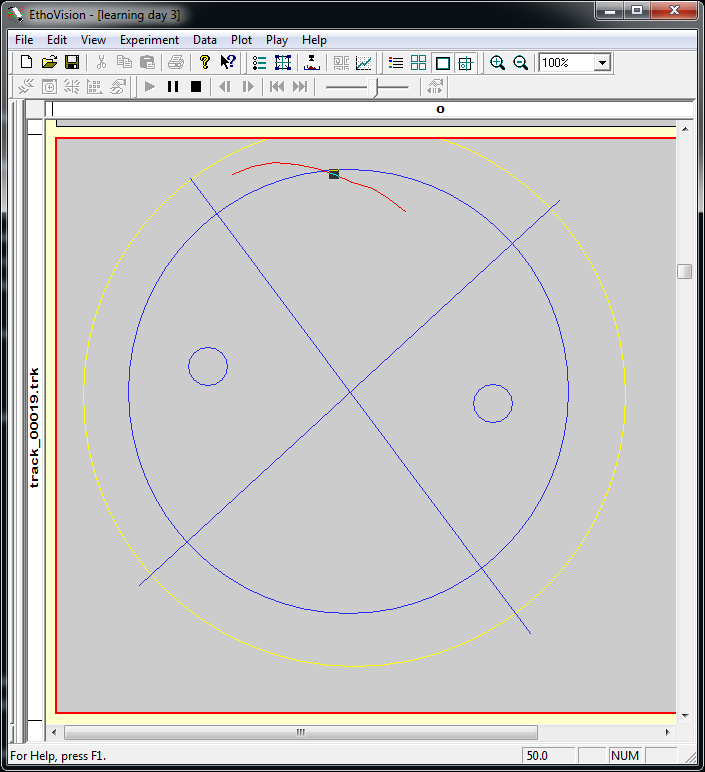 EthoVision - [learning day 3]
File Edit View Experiment Data Plot Play Help
100%
0
track_00019.trk
For Help, press F1.
50.0
NUM